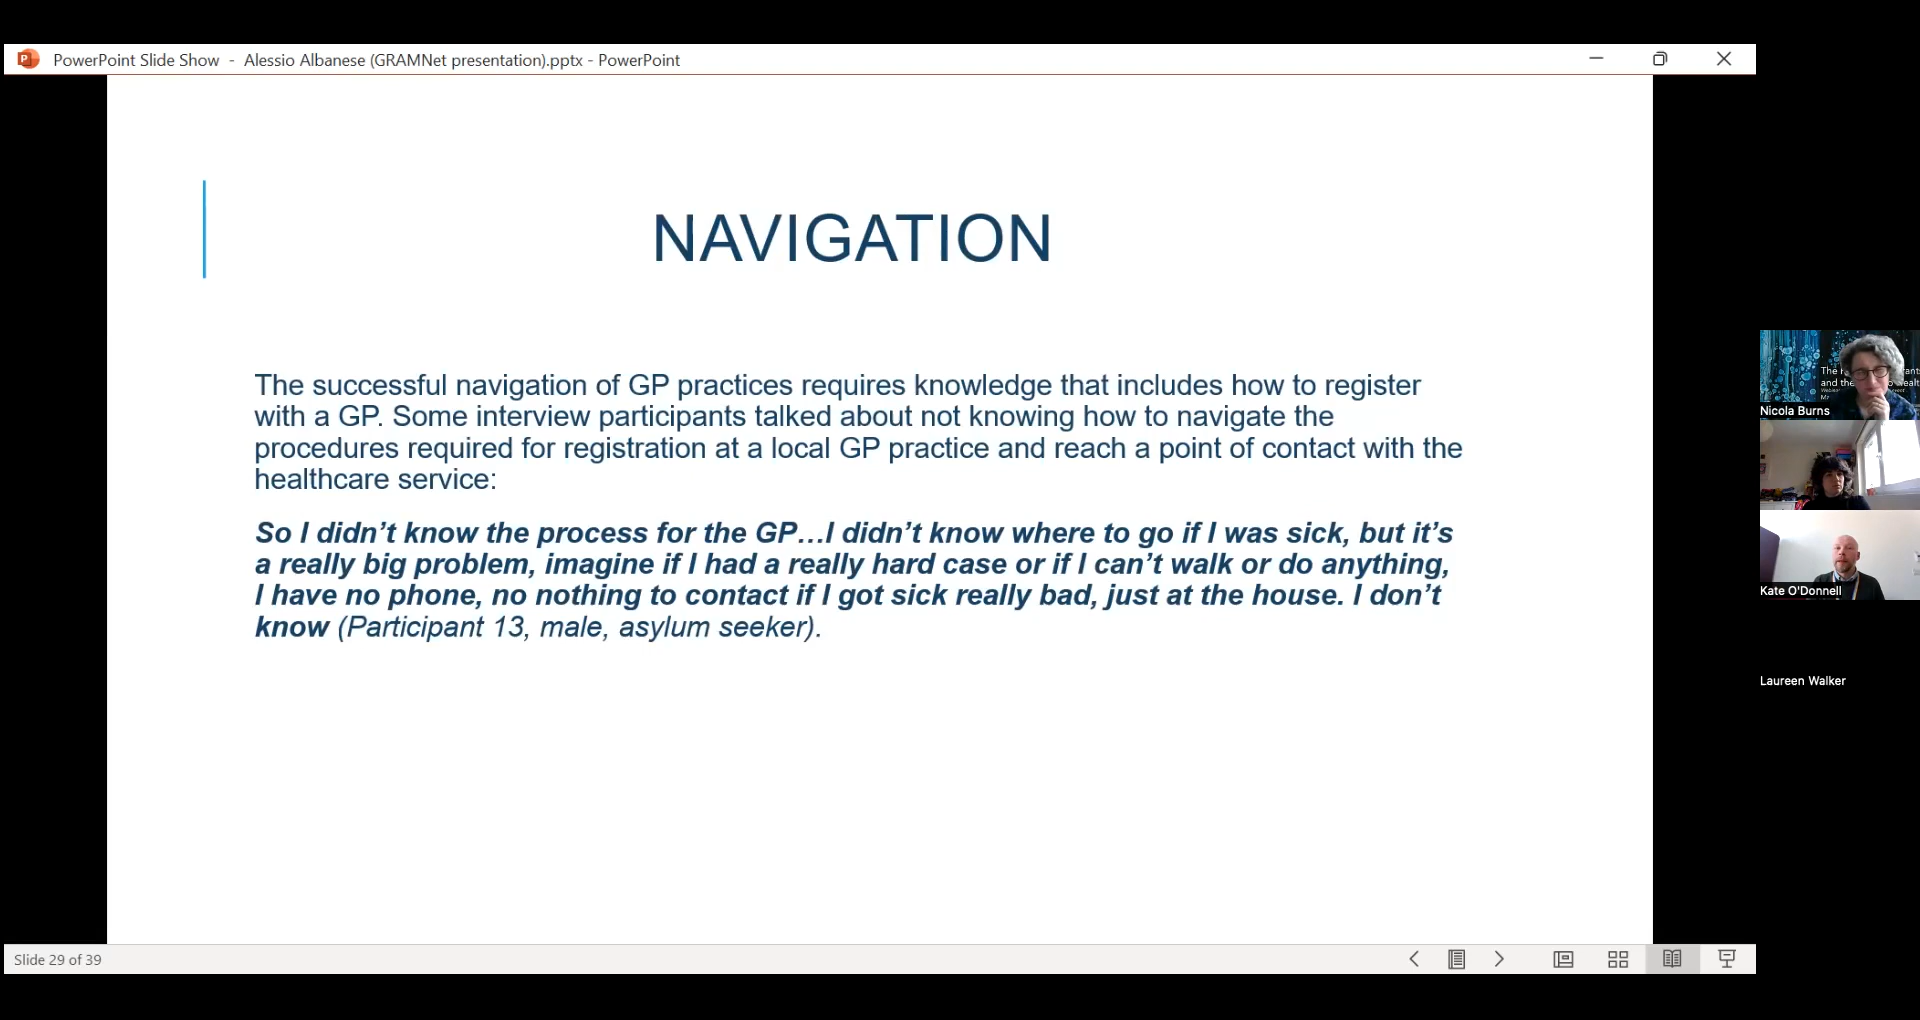 PowerPoint Slide Show - Alessio Albanese (GRAMNet presentation).pptx - PowerPoint
NAVIGATION
The successful navigation of GP practices requires knowledge that includes how to register
with a GP. Some interview participants talked about not knowing how to navigate the
procedures required for registration at a local GP practice and reach a point of contact with the
healthcare service:
So I didn’t know the process for the GP…I didn’t know where to go if I was sick, but it’s
a really big problem, imagine if I had a really hard case or if I can’t walk or do anything,
I have no phone, no nothing to contact if I got sick really bad, just at the house. I don’t
know (Participant 13, male, asylum seeker).
and the
Nicola Burns
Kate O'Donnell
Laureen Walker
Slide 29 of 39